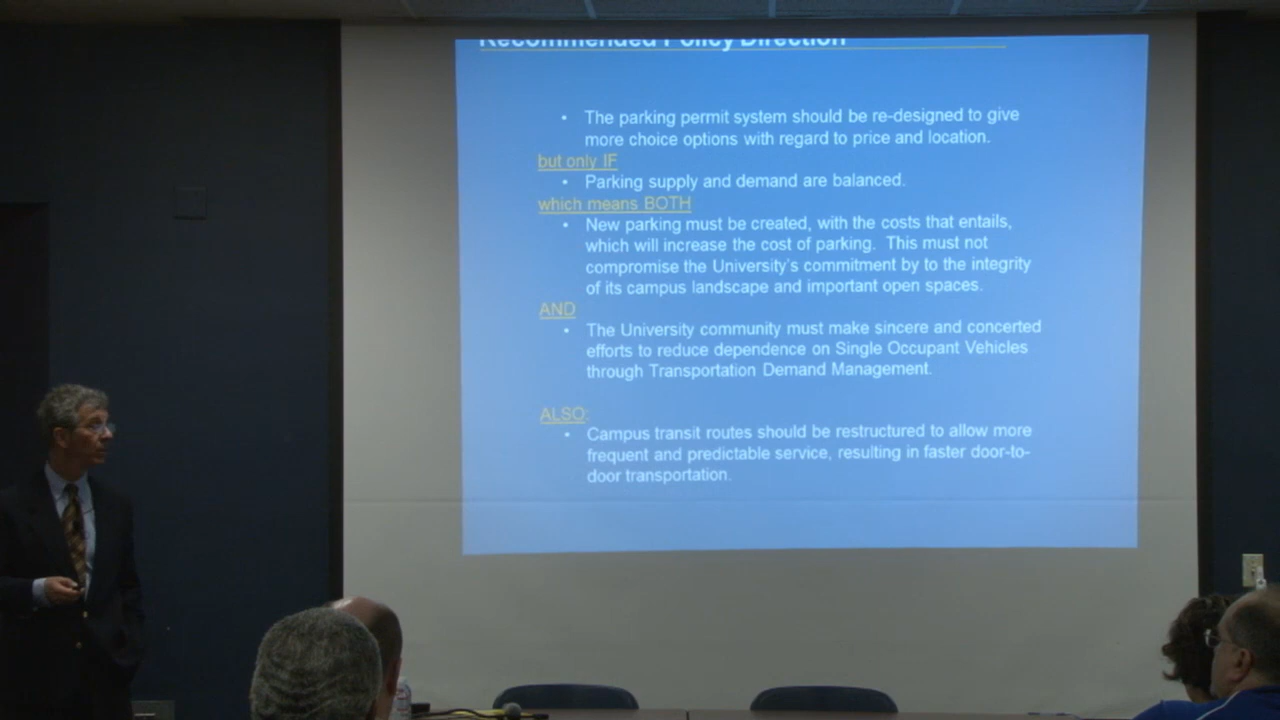 Recommended Policy Direction
• The parking permit system should be re-designed to give
more choice options with regard to price and location.
but only IF
• Parking supply and demand are balanced.
which means BOTH
• New parking must be created, with the costs that entails,
which will increase the cost of parking. This must not
compromise the University's commitment by to the integrity
of its campus landscape and important open spaces.
AND
• The University community must make sincere and concerted
efforts to reduce dependence on Single Occupant Vehicles
through Transportation Demand Management.
ALSO:
• Campus transit routes should be restructured to allow more
frequent and predictable service, resulting in faster door-to-
door transportation.